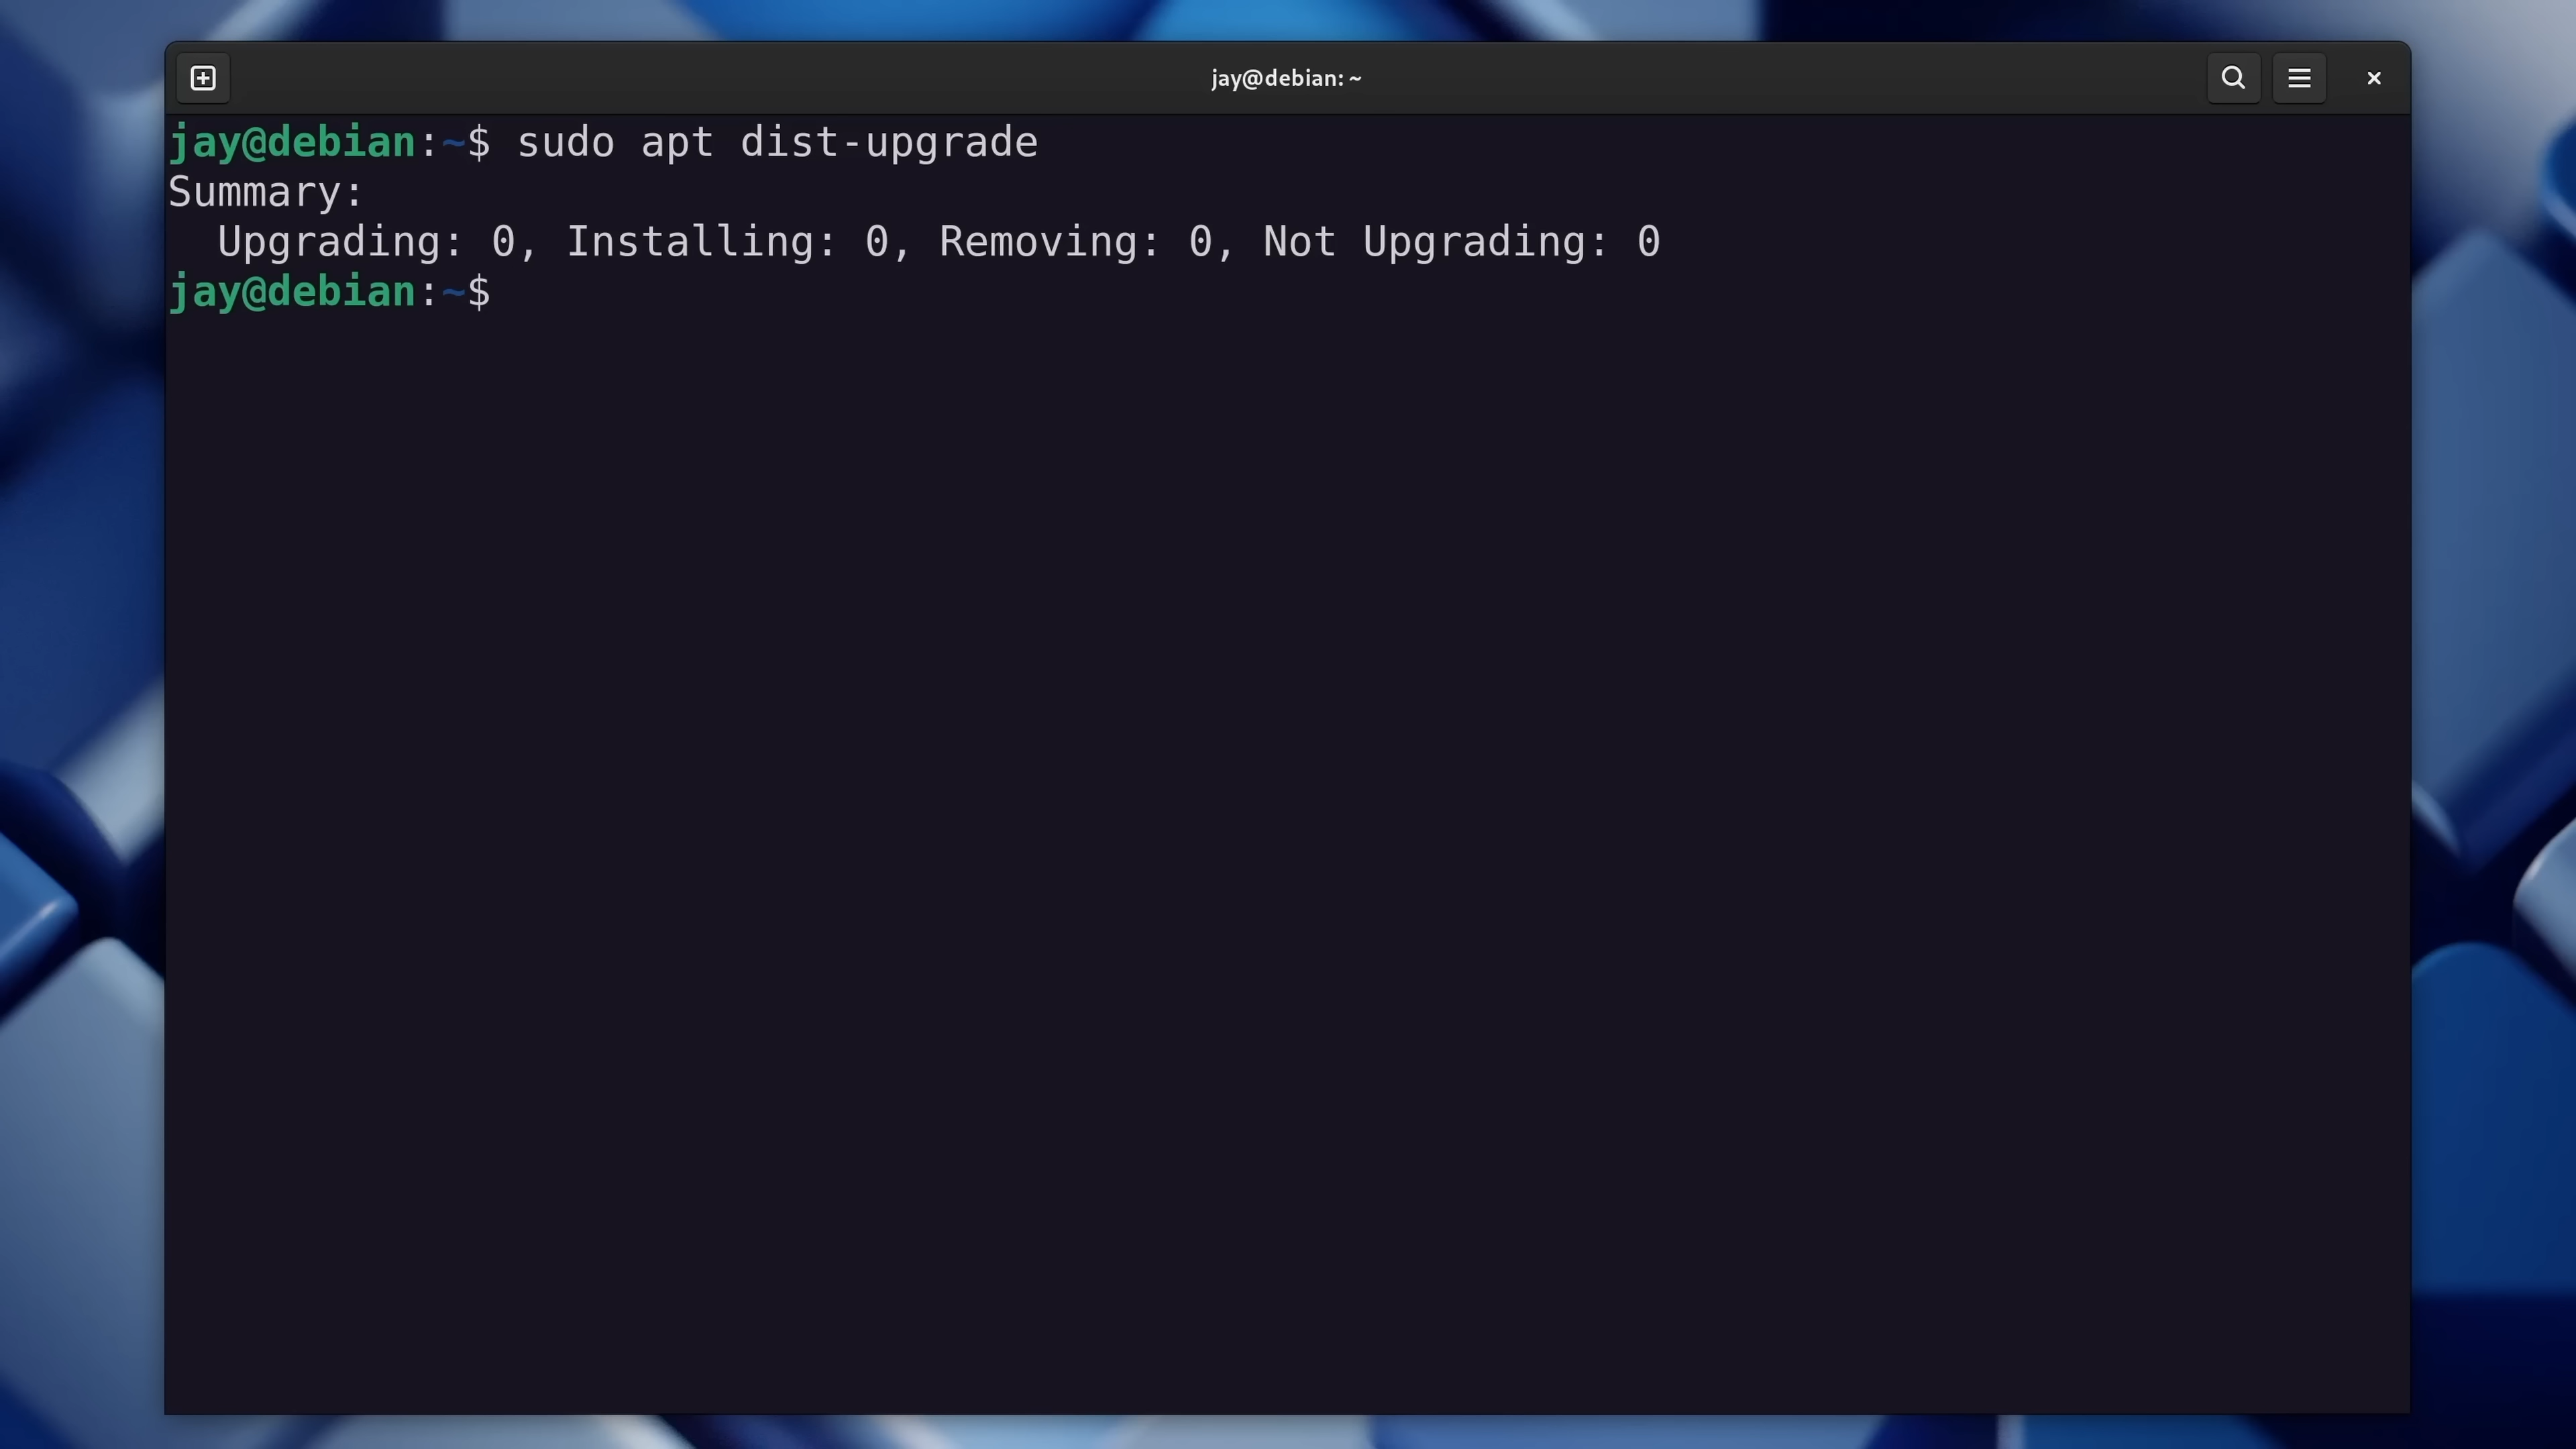 jay@debian: ~
jay@debian:~$ sudo apt dist-upgrade
Summary:
  Upgrading: 0, Installing: 0, Removing: 0, Not Upgrading: 0
jay@debian:~$